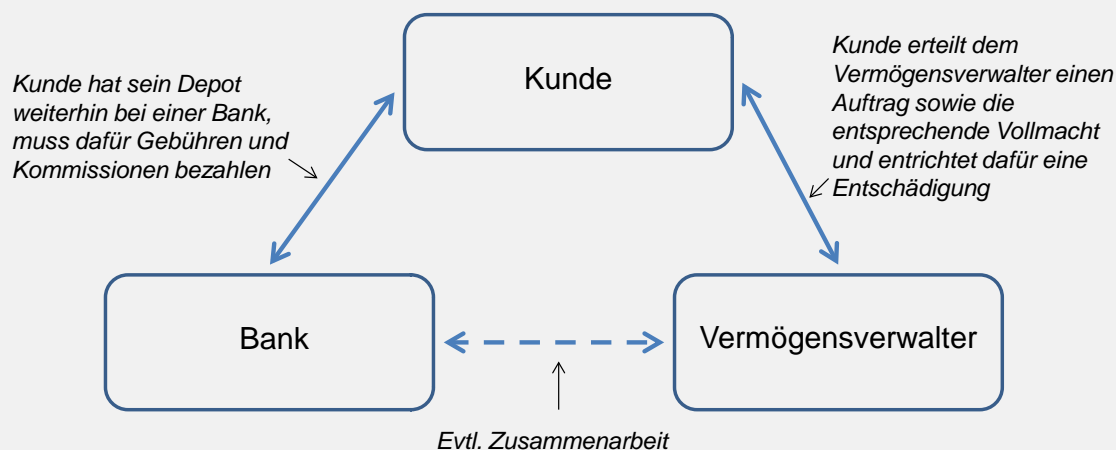 Kunde
Kunde hat sein Depot
weiterhin bei einer Bank,
muss dafür Gebühren und
Kommissionen bezahlen
Kunde erteilt dem
Vermögensverwalter einen
Auftrag sowie die
entsprechende Vollmacht
und entrichtet dafür eine
Entschädigung
Bank
Vermögensverwalter
Evtl. Zusammenarbeit